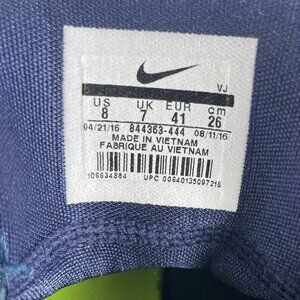 VJ
US UK EUR cm
8 7 41 26
04/21/16 844363-444 08/11/16
MADE IN VIETNAM
FABRIQUE AU VIETNAM
UPC 00640135097218